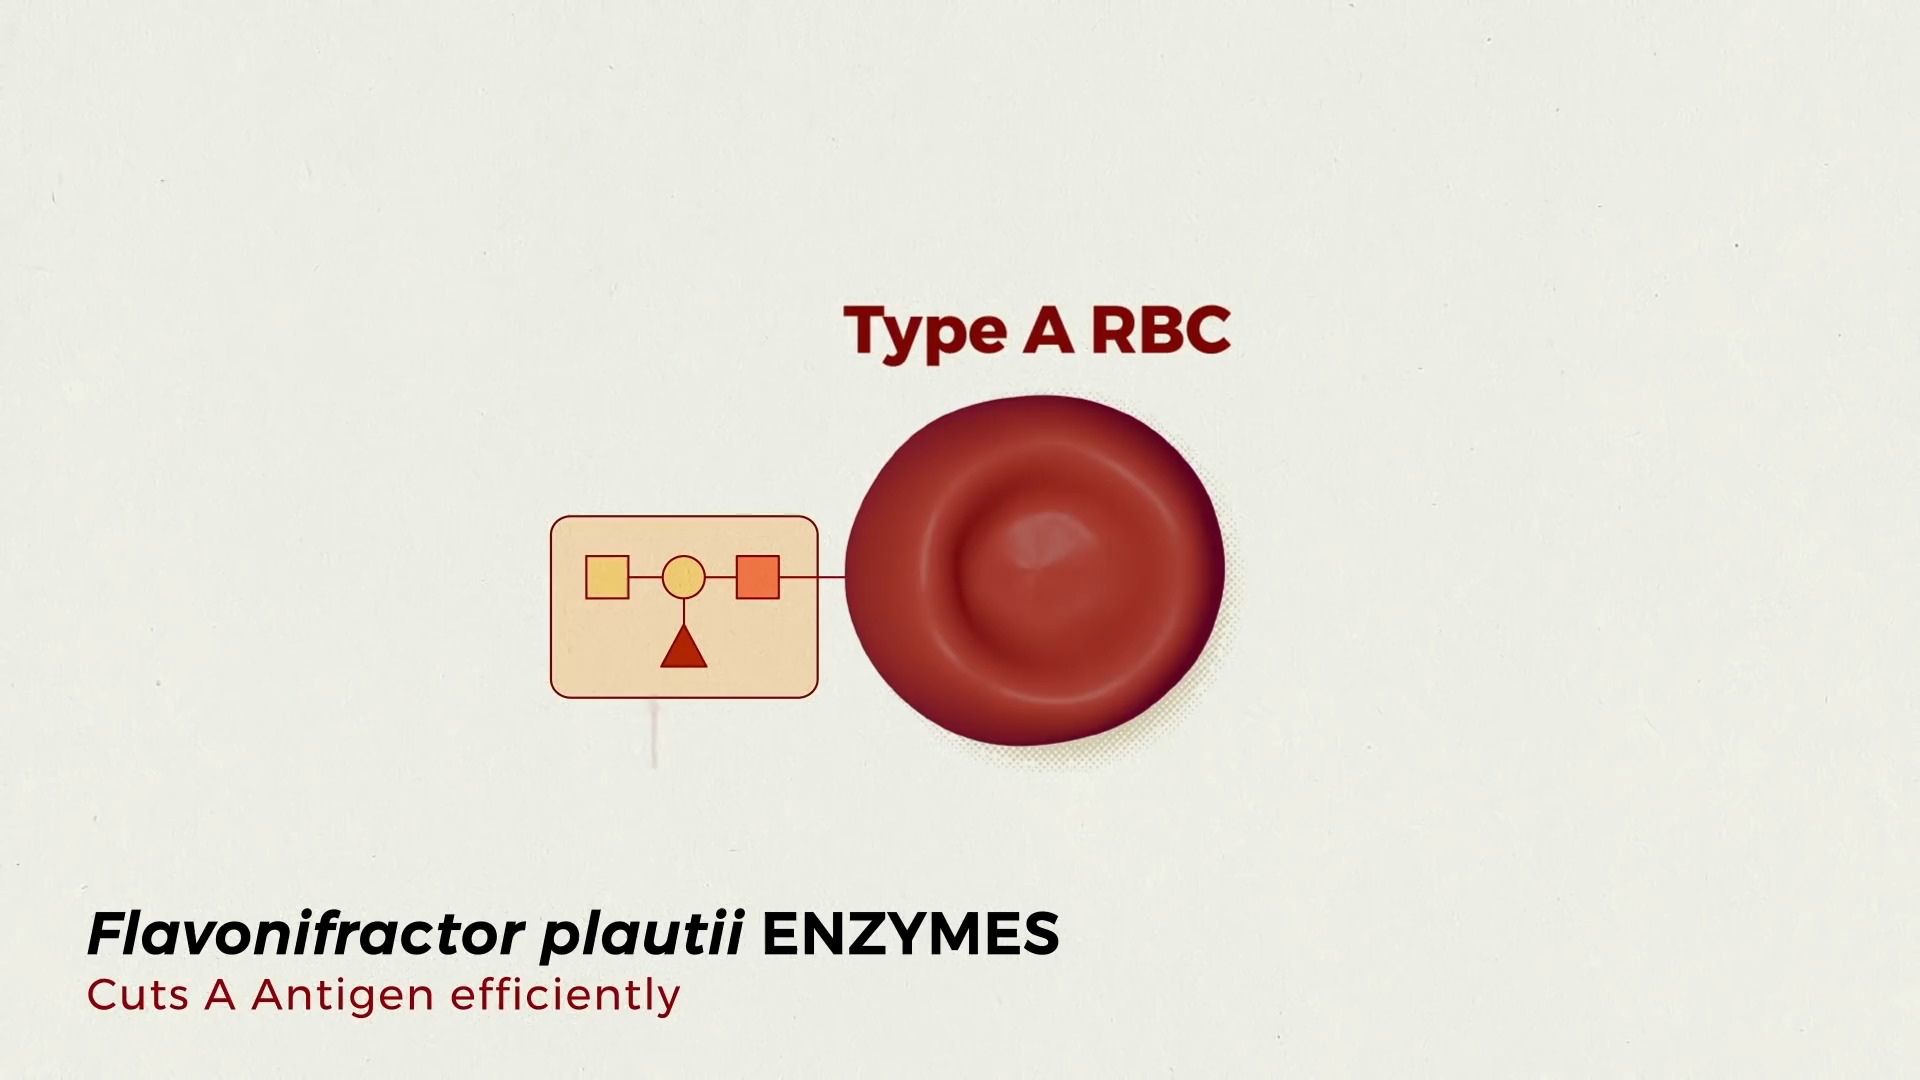 Type A RBC
Flavonifractor plautii ENZYMES
Cuts A Antigen efficiently